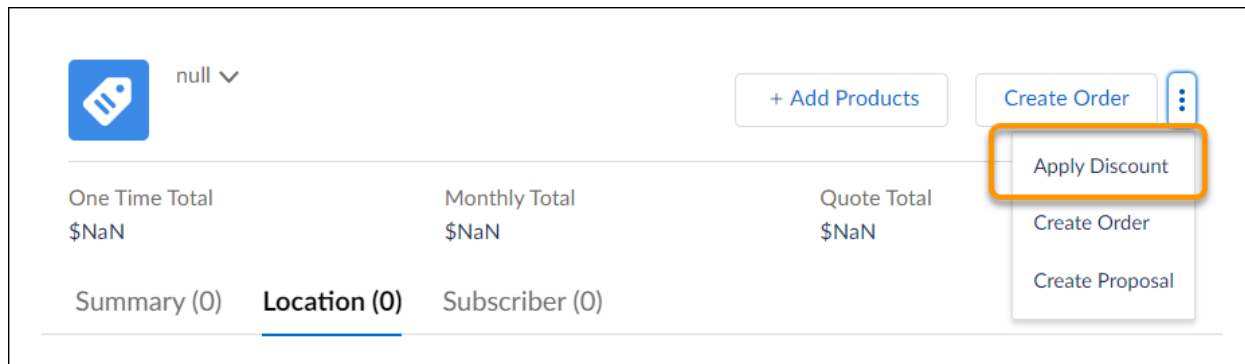 null
+ Add Products
Create Order
Apply Discount
Create Order
Create Proposal
One Time Total
Monthly Total
Quote Total
$NaN
$NaN
$NaN
Summary (0)
Location (0)
Subscriber (0)